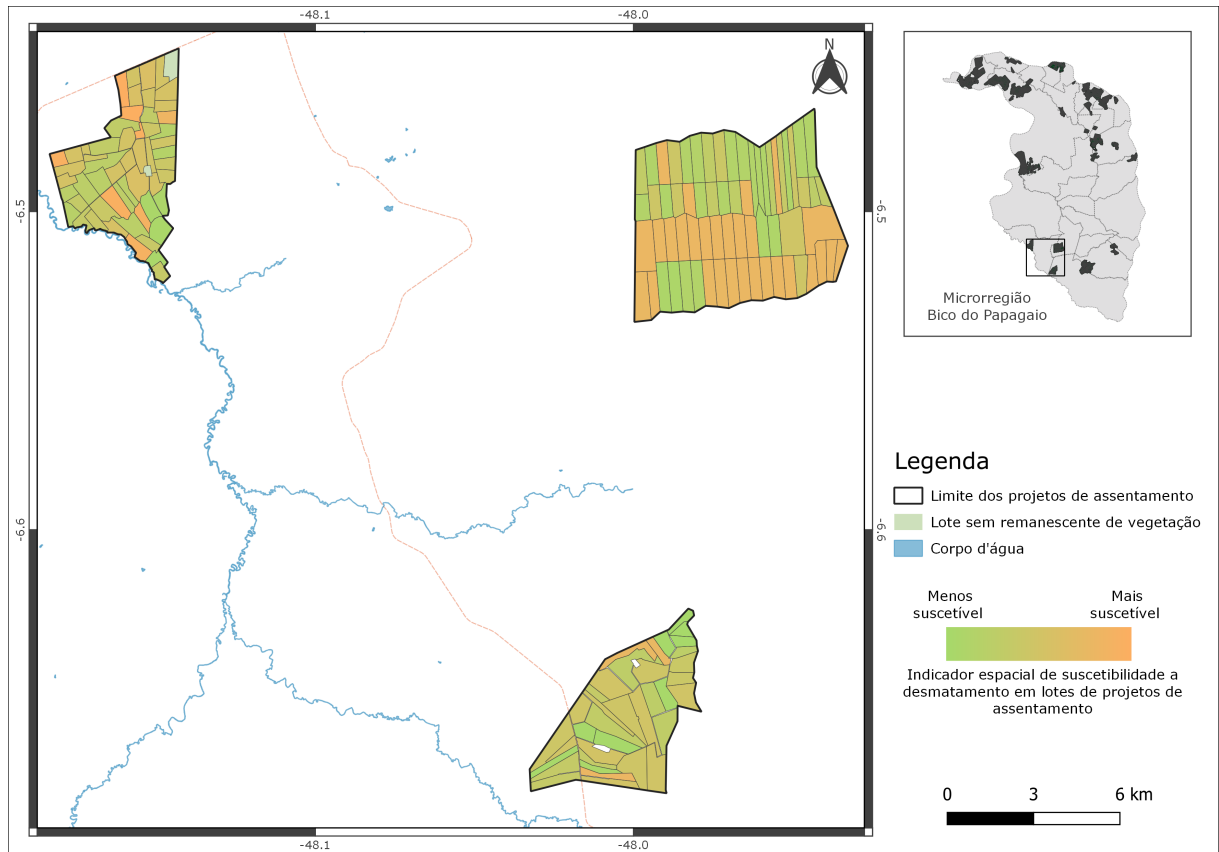 -48.1
-48.0
N
-6.5
-6.5
-6.6
-6.6
-48.1
-48.0
Microrregião
Bico do Papagaio
Legenda
Limite dos projetos de assentamento
Lote sem remanescente de vegetação
Corpo d'água
Menos
suscetível
Mais
suscetível
Indicador espacial de suscetibilidade a
desmatamento em lotes de projetos de
assentamento
0
3
6 km